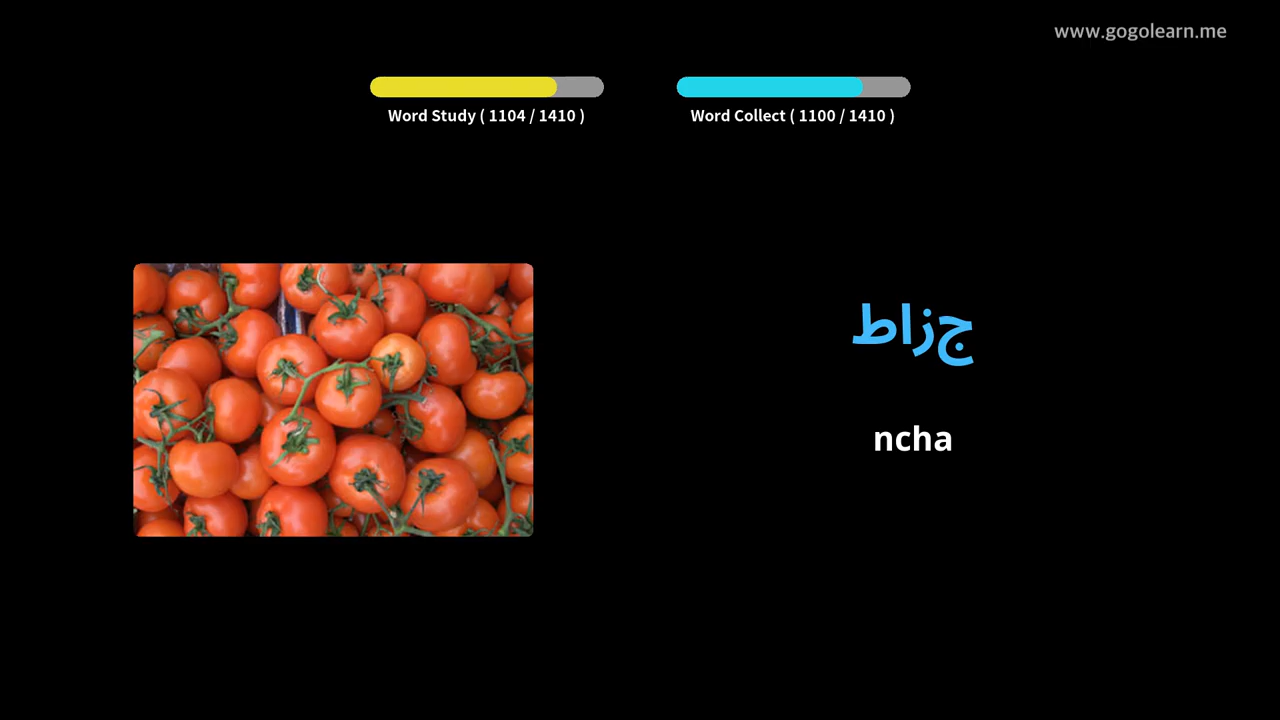 www.gogolearn.me
Word Study ( 1104 / 1410 )
Word Collect ( 1100 / 1410 )
جزاط
ncha